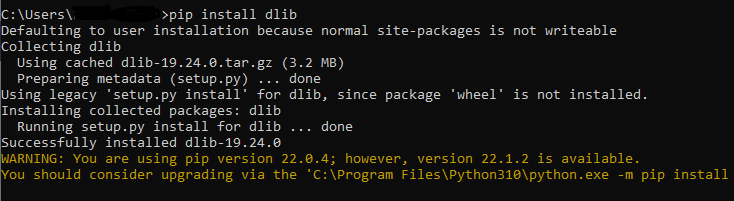 C:\Users\ >pip install dlib
Defaulting to user installation because normal site-packages is not writeable
Collecting dlib
  Using cached dlib-19.24.0.tar.gz (3.2 MB)
  Preparing metadata (setup.py) ... done
Using legacy 'setup.py install' for dlib, since package 'wheel' is not installed.
Installing collected packages: dlib
  Running setup.py install for dlib ... done
Successfully installed dlib-19.24.0
WARNING: You are using pip version 22.0.4; however, version 22.1.2 is available.
You should consider upgrading via the 'C:\Program Files\Python310\python.exe -m pip install